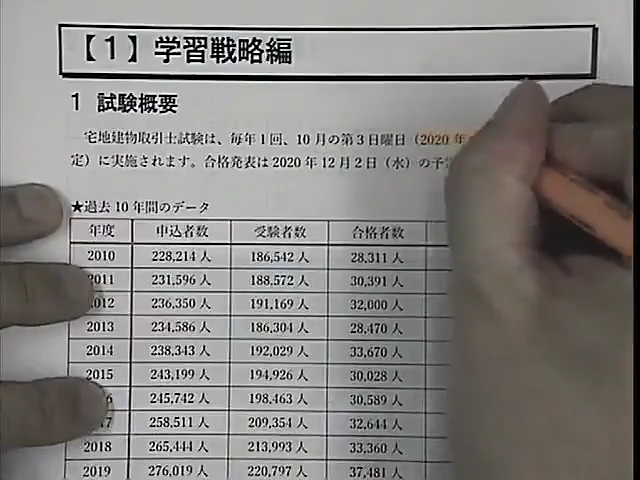 【1】学習戦略編
1 試験概要
宅地建物取引士試験は、毎年1回、10月の第3日曜日（2020年
定）に実施されます。合格発表は2020年12月2日（水）の予
★過去10年間のデータ
年度 申込者数 受験者数 合格者数
2010 228,214人 186,542人 28,311人
2011 231,596人 188,572人 30,391人
2012 236,350人 191,169人 32,000人
2013 234,586人 186,304人 28,470人
2014 238,343人 192,029人 33,670人
2015 243,199人 194,926人 30,028人
6 245,742人 198,463人 30,589人
17 258,511人 209,354人 32,644人
2018 265,444人 213,993人 33,360人
2019 276,019人 220,797人 37,481人